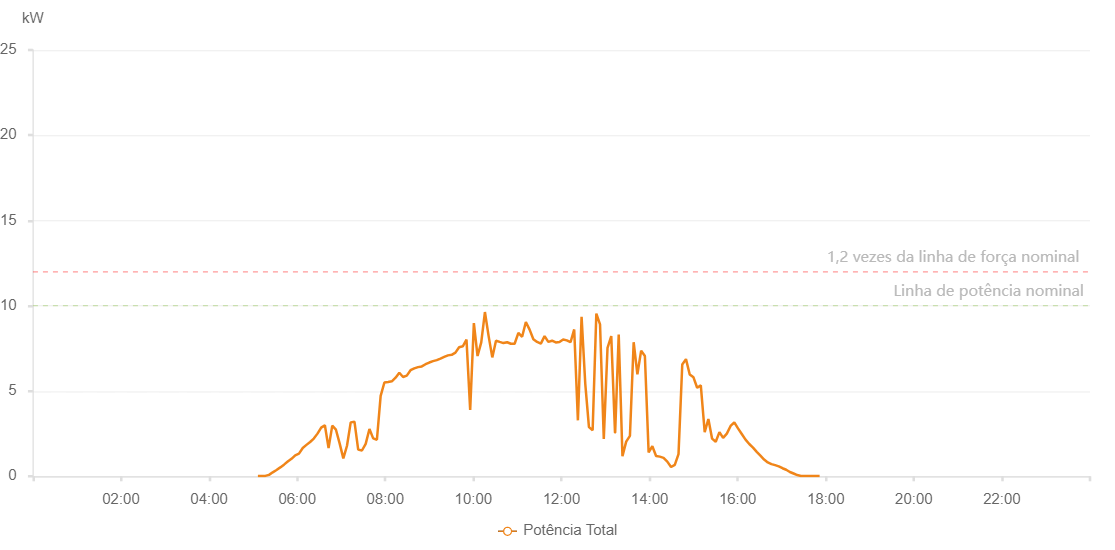 kW
25
20
15
1,2 vezes da linha de força nominal
Linha de potência nominal
10
5
0
02:00 04:00 06:00 08:00 10:00 12:00 14:00 16:00 18:00 20:00 22:00
Potência Total